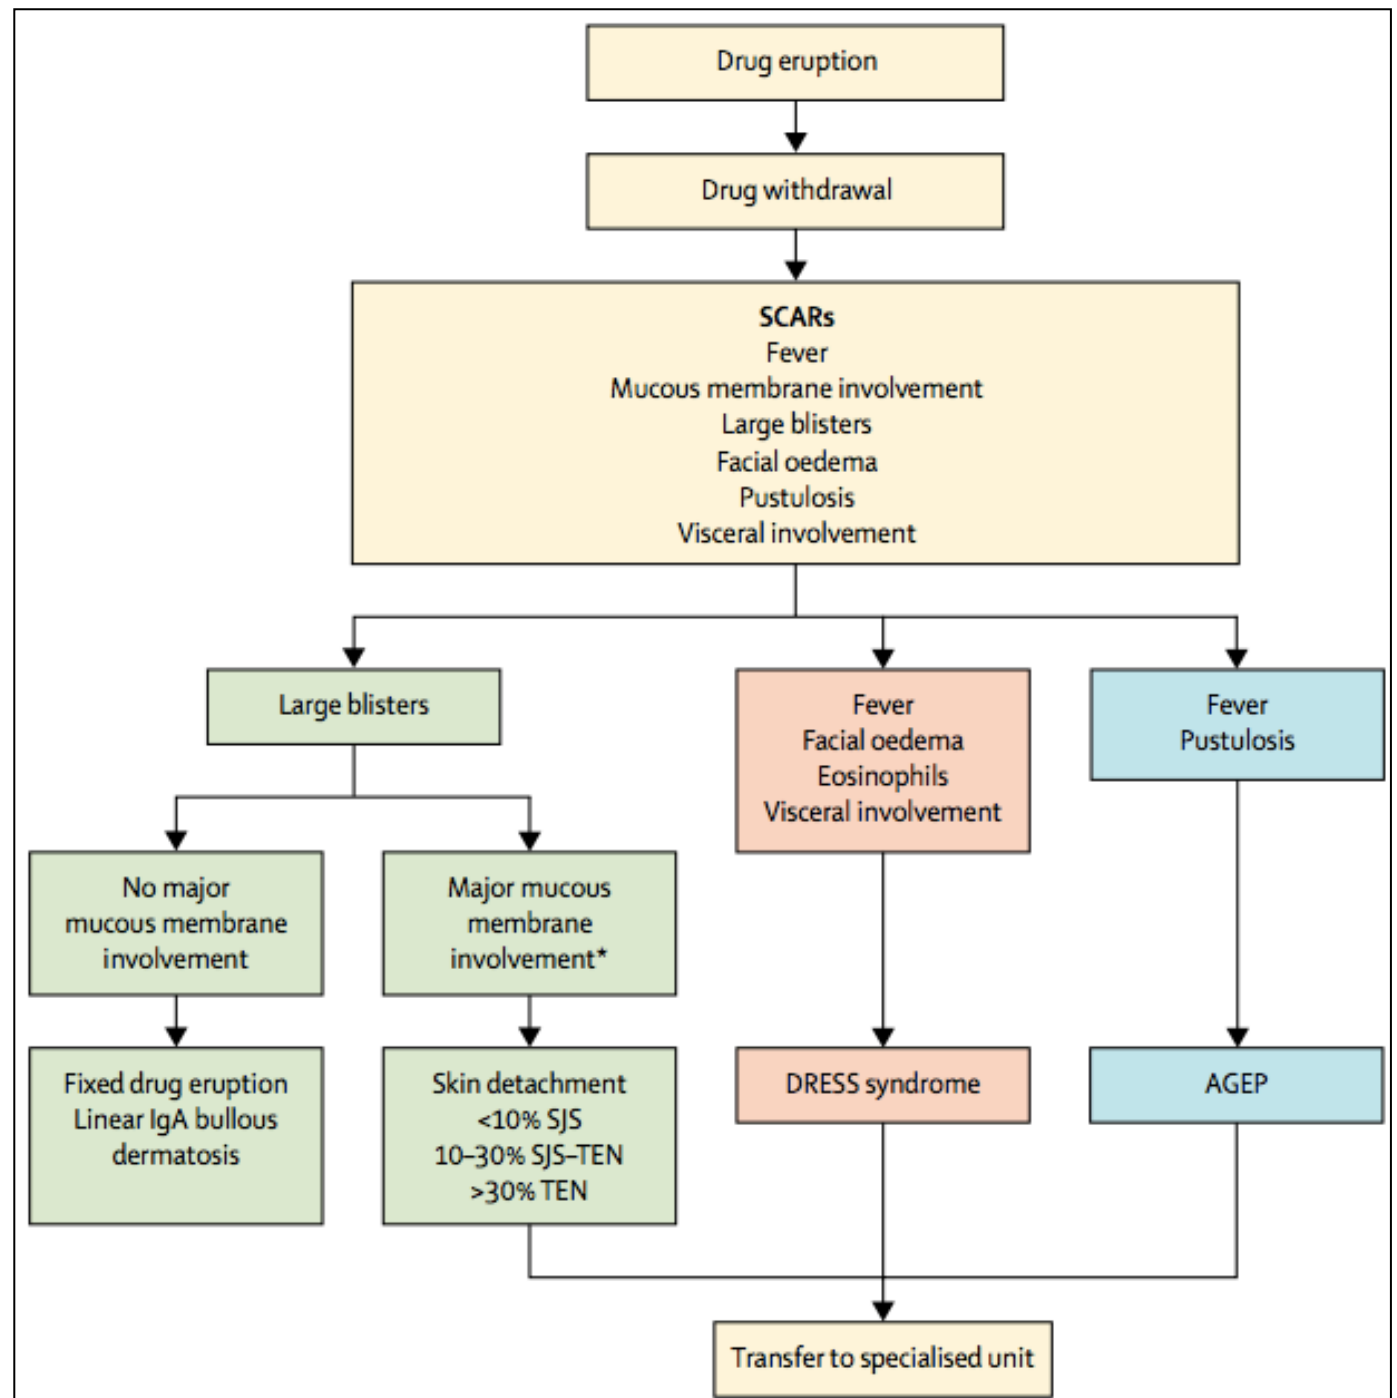 Drug eruption
Drug withdrawal
SCARs
Fever
Mucous membrane involvement
Large blisters
Facial oedema
Pustulosis
Visceral involvement
Large blisters
Fever
Facial oedema
Eosinophils
Visceral involvement
Fever
Pustulosis
No major
mucous membrane
involvement
Major mucous
membrane
involvement*
Fixed drug eruption
Linear IgA bullous
dermatosis
Skin detachment
<10% SJS
10–30% SJS–TEN
>30% TEN
DRESS syndrome
AGEP
Transfer to specialised unit